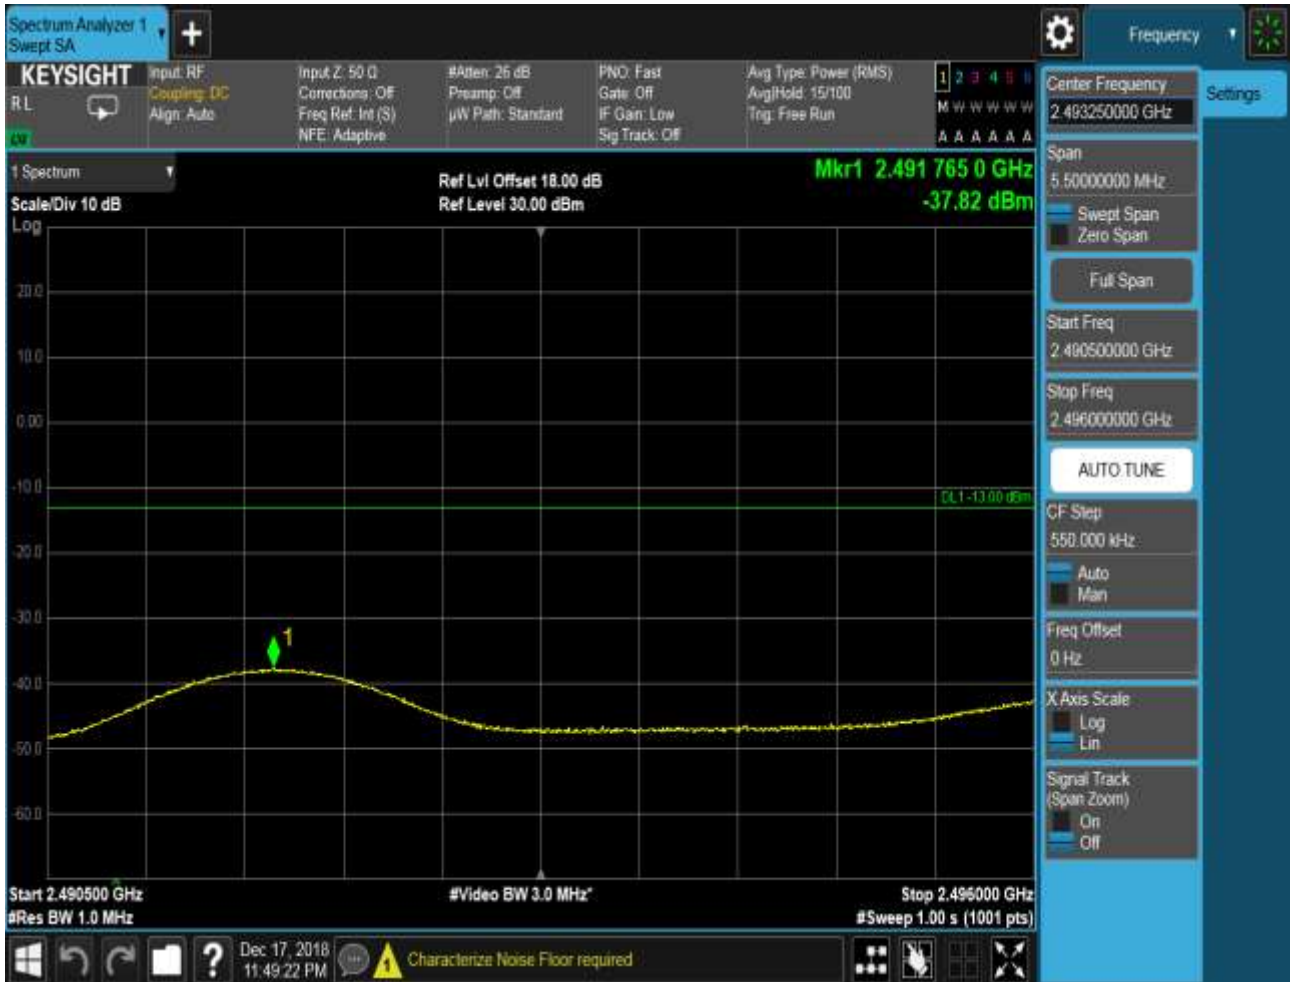 Spectrum Analyzer 1
Swept SA
Frequency
KEYSIGHT
RL
Input: RF
Coupling: DC
Align: Auto
Input Z: 50 Ω
Corrections: Off
Freq Ref: Int (S)
NFE: Adaptive
#Atten: 26 dB
Preamp: Off
µW Path: Standard
PNO: Fast
Gate: Off
IF Gain: Low
Sig Track: Off
Avg Type: Power (RMS)
Avg|Hold: 15/100
Trig: Free Run
1 2 3 4 5 6
M W W W W W
A A A A A A
Center Frequency
2.493250000 GHz
Settings
Span
5.50000000 MHz
Swept Span
Zero Span
Full Span
Start Freq
2.490500000 GHz
Stop Freq
2.496000000 GHz
AUTO TUNE
CF Step
550.000 kHz
Auto
Man
Freq Offset
0 Hz
X Axis Scale
Log
Lin
Signal Track
(Span Zoom)
On
Off
1 Spectrum
Scale/Div 10 dB
Log
Ref Lvl Offset 18.00 dB
Ref Level 30.00 dBm
Mkr1 2.491 765 0 GHz
-37.82 dBm
20.0
10.0
0.00
-10.0
DL1 -13.00 dBm
-20.0
-30.0
1
-40.0
-50.0
-60.0
Start 2.490500 GHz
#Video BW 3.0 MHz*
Stop 2.496000 GHz
#Res BW 1.0 MHz
#Sweep 1.00 s (1001 pts)
?
Dec 17, 2018
11:49:22 PM
Characterize Noise Floor required